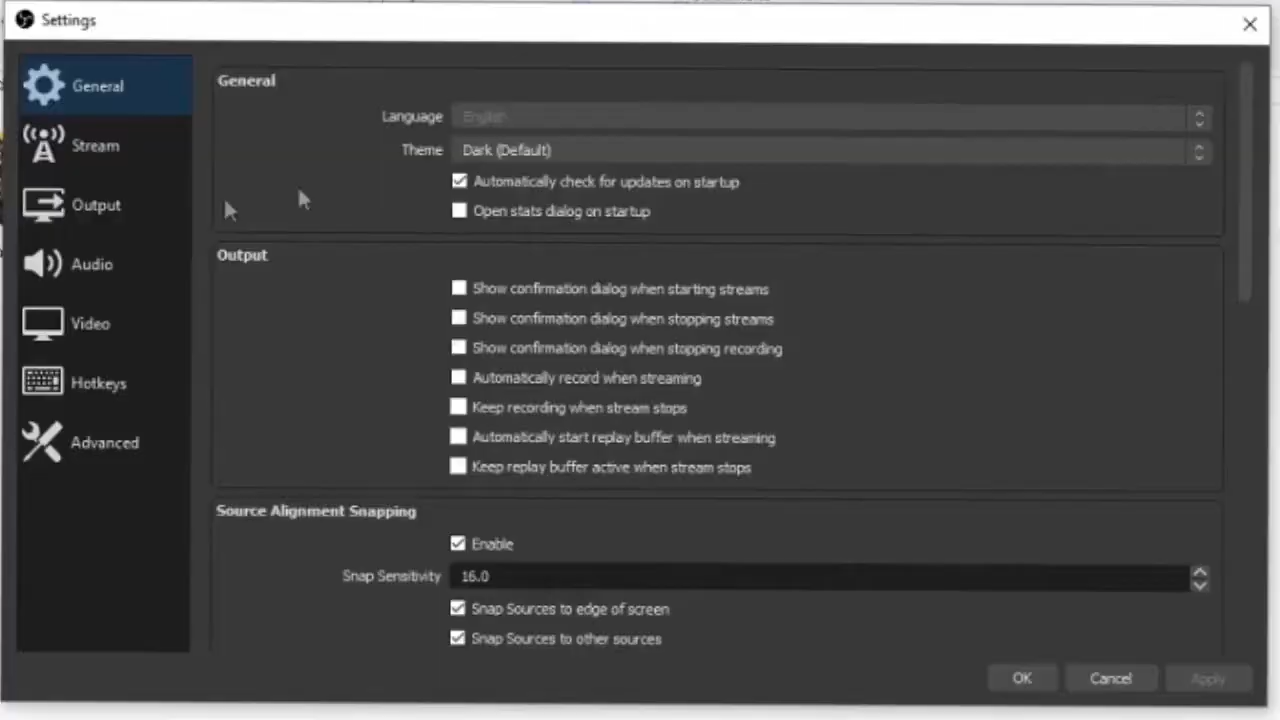 Settings
General
Stream
Output
Audio
Video
Hotkeys
Advanced
General
Language English
Theme Dark (Default)
Automatically check for updates on startup
Open stats dialog on startup
Output
Show confirmation dialog when starting streams
Show confirmation dialog when stopping streams
Show confirmation dialog when stopping recording
Automatically record when streaming
Keep recording when stream stops
Automatically start replay buffer when streaming
Keep replay buffer active when stream stops
Source Alignment Snapping
Enable
Snap Sensitivity 16.0
Snap Sources to edge of screen
Snap Sources to other sources
OK Cancel Apply